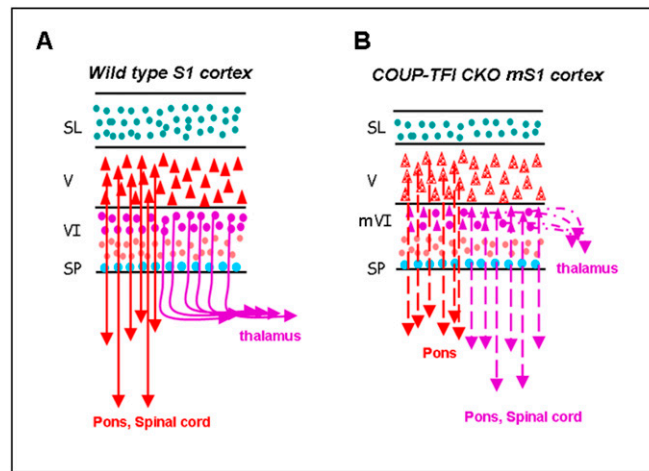 A
Wild type S1 cortex
SL
V
VI
SP
thalamus
Pons, Spinal cord
B
COUP-TFI CKO mS1 cortex
SL
V
mVI
SP
thalamus
Pons
Pons, Spinal cord